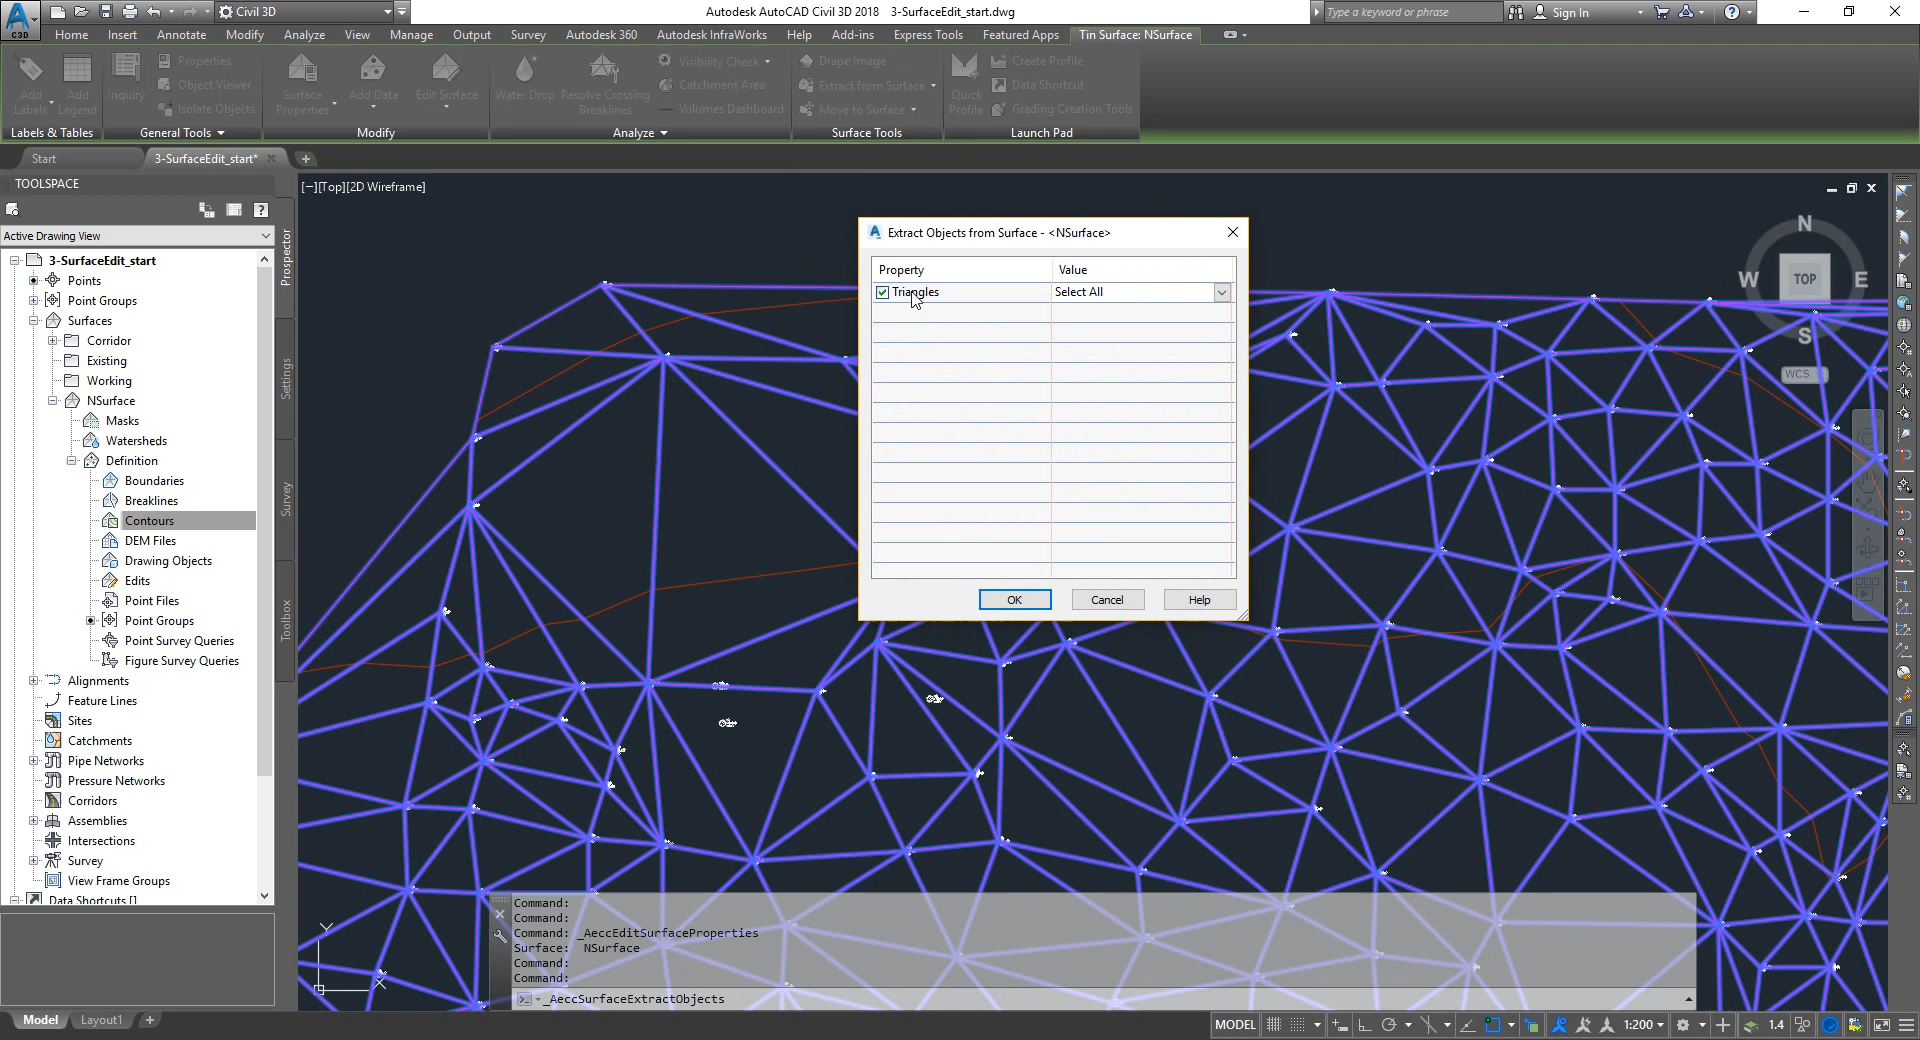 Civil 3D
Autodesk AutoCAD Civil 3D 2018 3-SurfaceEdit_start.dwg
Type a keyword or phrase
Sign In
C3D
Home Insert Annotate Modify Analyze View Manage Output Survey Autodesk 360 Autodesk InfraWorks Help Add-ins Express Tools Featured Apps Tin Surface: NSurface
Add Labels
Add Legend
Inquiry
Properties
Object Viewer
Isolate Objects
Surface Properties
Add Data
Edit Surface
Water Drop
Resolve Crossing Breaklines
Visibility Check
Catchment Area
Volumes Dashboard
Drape Image
Extract from Surface
Move to Surface
Quick Profile
Create Profile
Data Shortcut
Grading Creation Tools
Labels & Tables General Tools Modify Analyze Surface Tools Launch Pad
Start 3-SurfaceEdit_start*
TOOLSPACE
[−][Top][2D Wireframe]
Active Drawing View
Prospector
Settings
Survey
Toolbox
3-SurfaceEdit_start
Points
Point Groups
Surfaces
Corridor
Existing
Working
NSurface
Masks
Watersheds
Definition
Boundaries
Breaklines
Contours
DEM Files
Drawing Objects
Edits
Point Files
Point Groups
Point Survey Queries
Figure Survey Queries
Alignments
Feature Lines
Sites
Catchments
Pipe Networks
Pressure Networks
Corridors
Assemblies
Intersections
Survey
View Frame Groups
Data Shortcuts []
Extract Objects from Surface - <NSurface>
Property Value
Triangles Select All
OK Cancel Help
N
W TOP E
S
WCS
Y
X
Command:
Command:
Command: _AeccEditSurfaceProperties
Surface: NSurface
Command:
Command:
_AeccSurfaceExtractObjects
Model Layout1
MODEL 1:200 1.4